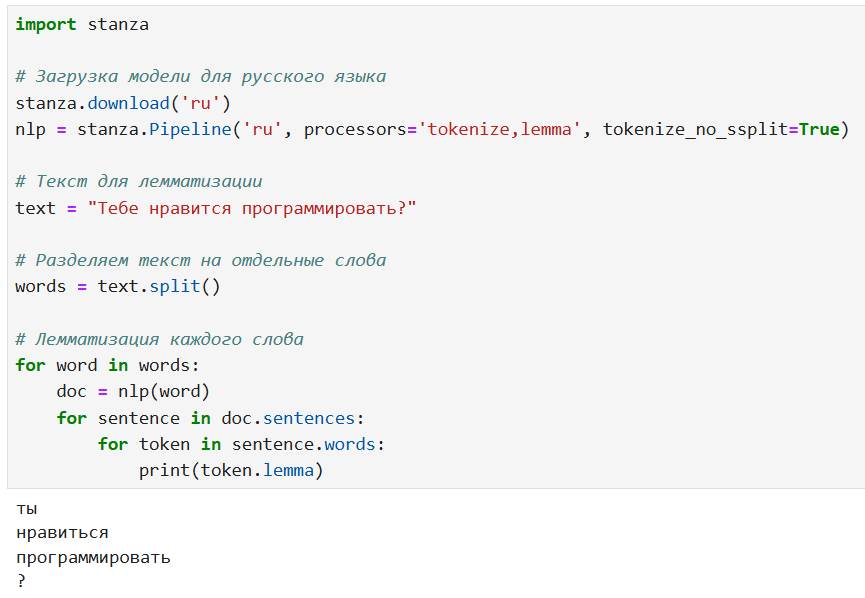 import stanza
# Загрузка модели для русского языка
stanza.download('ru')
nlp = stanza.Pipeline('ru', processors='tokenize,lemma', tokenize_no_ssplit=True)
# Текст для лемматизации
text = "Тебе нравится программировать?"
# Разделяем текст на отдельные слова
words = text.split()
# Лемматизация каждого слова
for word in words:
    doc = nlp(word)
    for sentence in doc.sentences:
        for token in sentence.words:
            print(token.lemma)
ты
нравиться
программировать
?